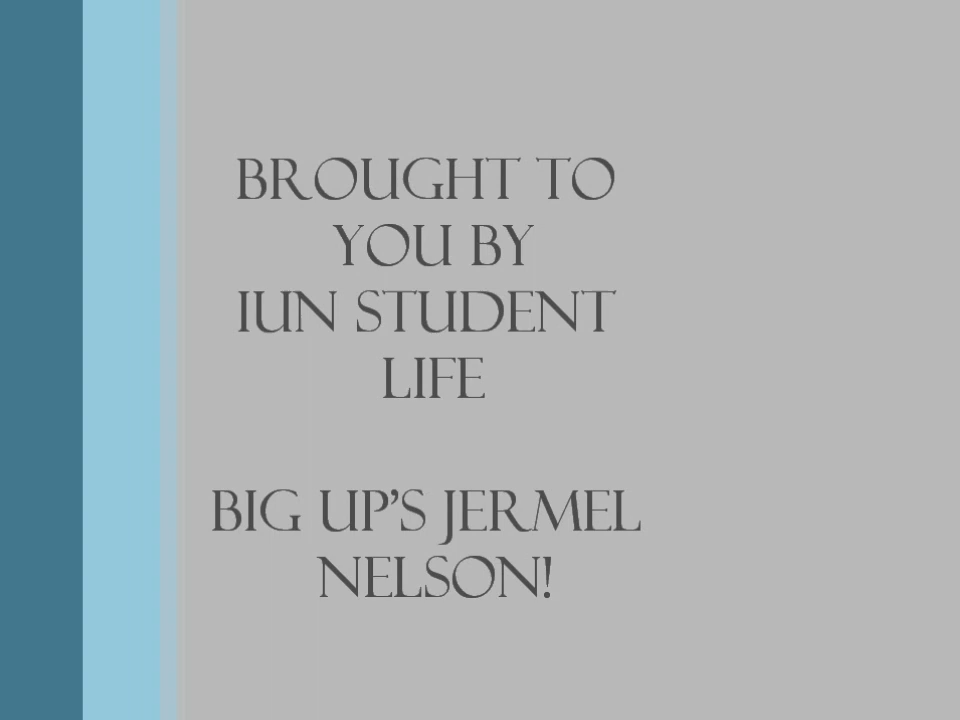 BROUGHT TO
YOU BY
IUN STUDENT
LIFE
BIG UP'S JERMEL
NELSON!